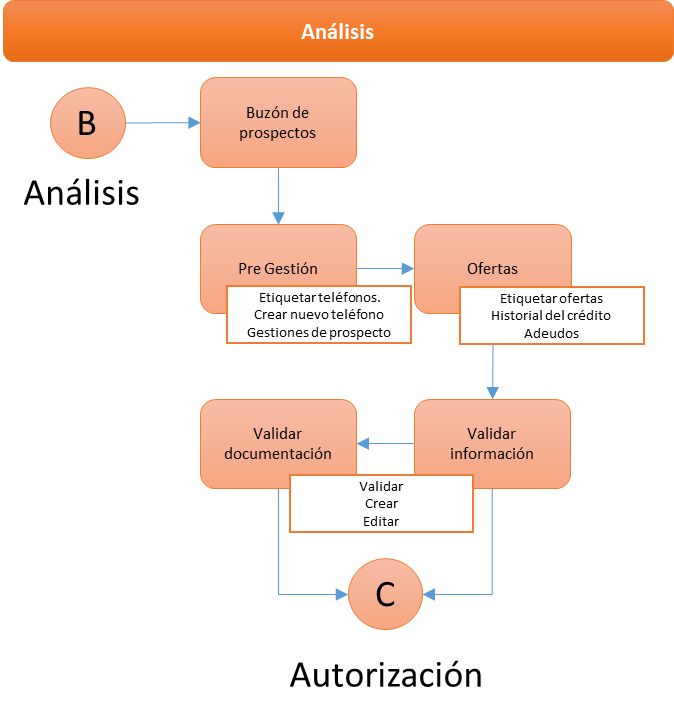 Análisis
B
Análisis
Buzón de
prospectos
Pre Gestión
Etiquetar teléfonos.
Crear nuevo teléfono
Gestiones de prospecto
Ofertas
Etiquetar ofertas
Historial del crédito
Adeudos
Validar
documentación
Validar
información
Validar
Crear
Editar
C
Autorización